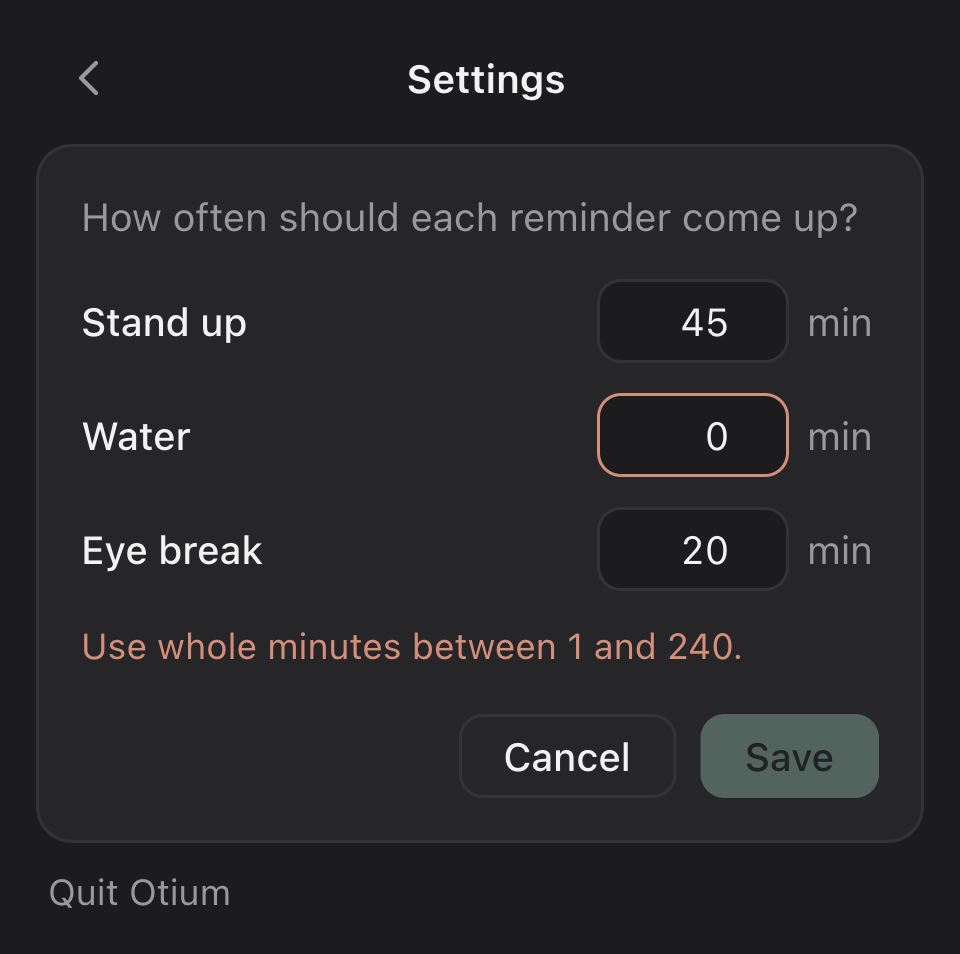 Settings
How often should each reminder come up?
Stand up 45 min
Water 0 min
Eye break 20 min
Use whole minutes between 1 and 240.
Cancel Save
Quit Otium